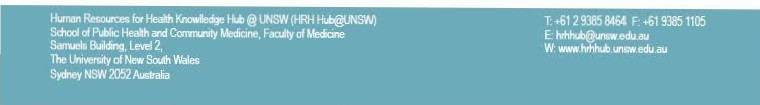 Human Resources for Health Knowlledge Hub @ UNSW (HRH Hub@UNSW)
School of Public Health and Community Medicine, Faculty of Medicine
Samuels Building, Level 2,
The University of New South Wales
Sydney NSW 2052 Australia
T: +61 2 9385 8464 F: +61 9385 1105
E: hrhhub@unsw.edu.au
W: www.hrhhub.unsw.edu.au